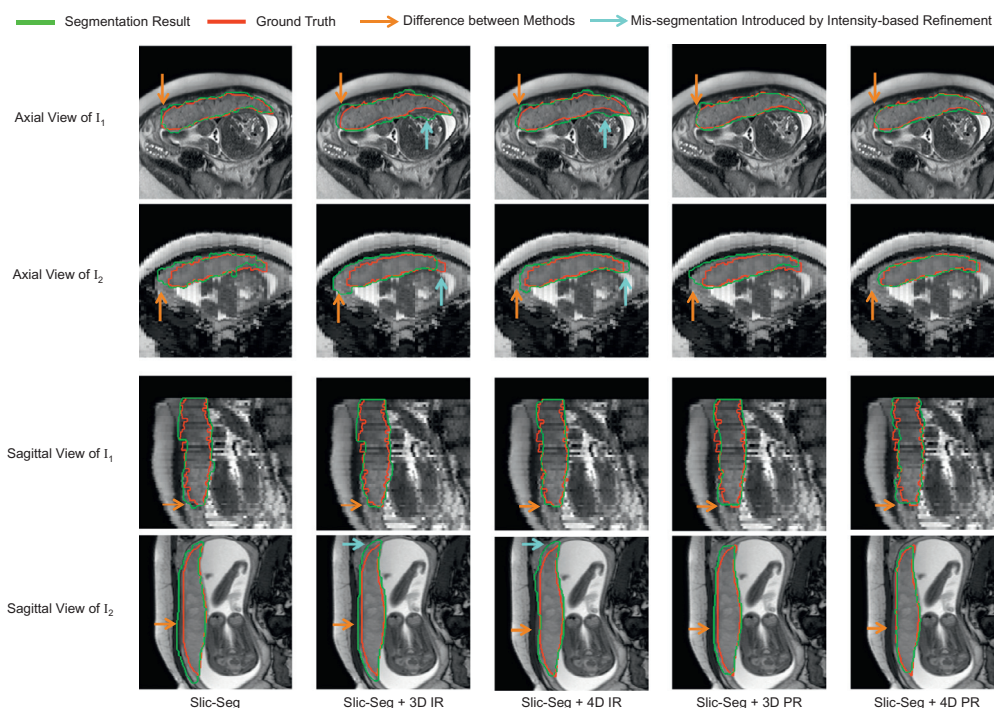 Segmentation Result Ground Truth Difference between Methods Mis-segmentation Introduced by Intensity-based Refinement
Axial View of I₁
Axial View of I₂
Sagittal View of I₁
Sagittal View of I₂
Slic-Seg Slic-Seg + 3D IR Slic-Seg + 4D IR Slic-Seg + 3D PR Slic-Seg + 4D PR